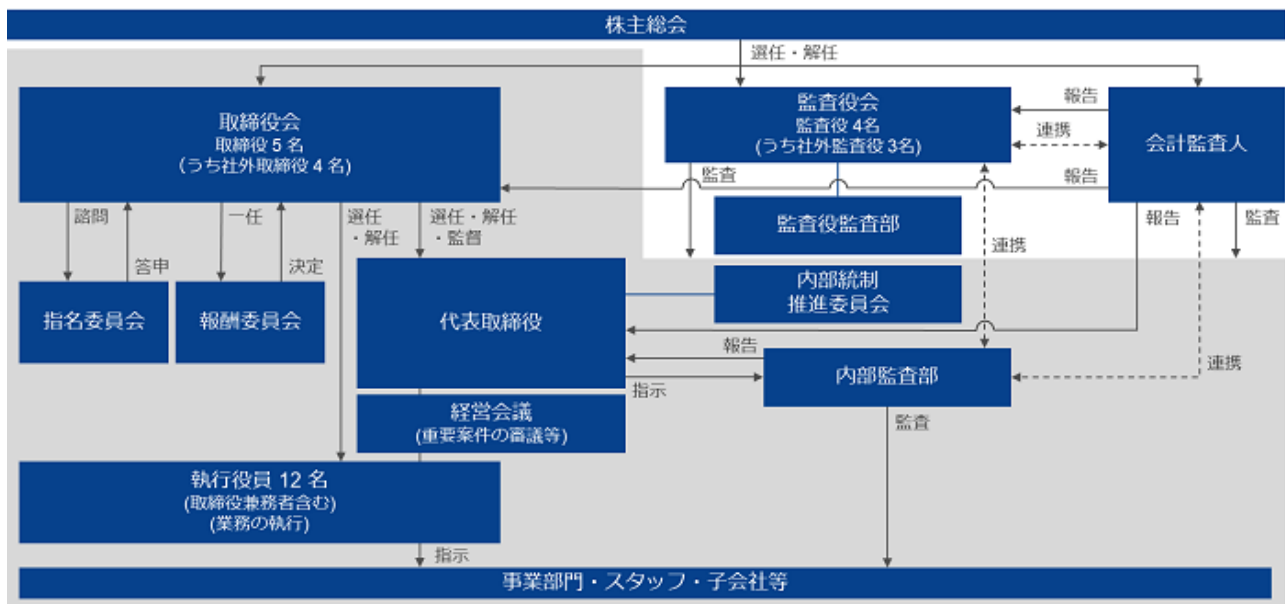 株主総会
選任・解任
取締役会
取締役 5 名
(うち社外取締役 4 名)
監査役会
監査役 4名
(うち社外監査役 3名)
報告
連携
会計監査人
報告
監査
監査役監査部
連携
報告
監査
諮問
答申
一任
決定
選任
・解任
選任・解任
・監督
指名委員会
報酬委員会
代表取締役
内部統制
推進委員会
報告
指示
内部監査部
連携
経営会議
(重要案件の審議等)
監査
執行役員 12 名
(取締役兼務者含む)
(業務の執行)
指示
事業部門・スタッフ・子会社等